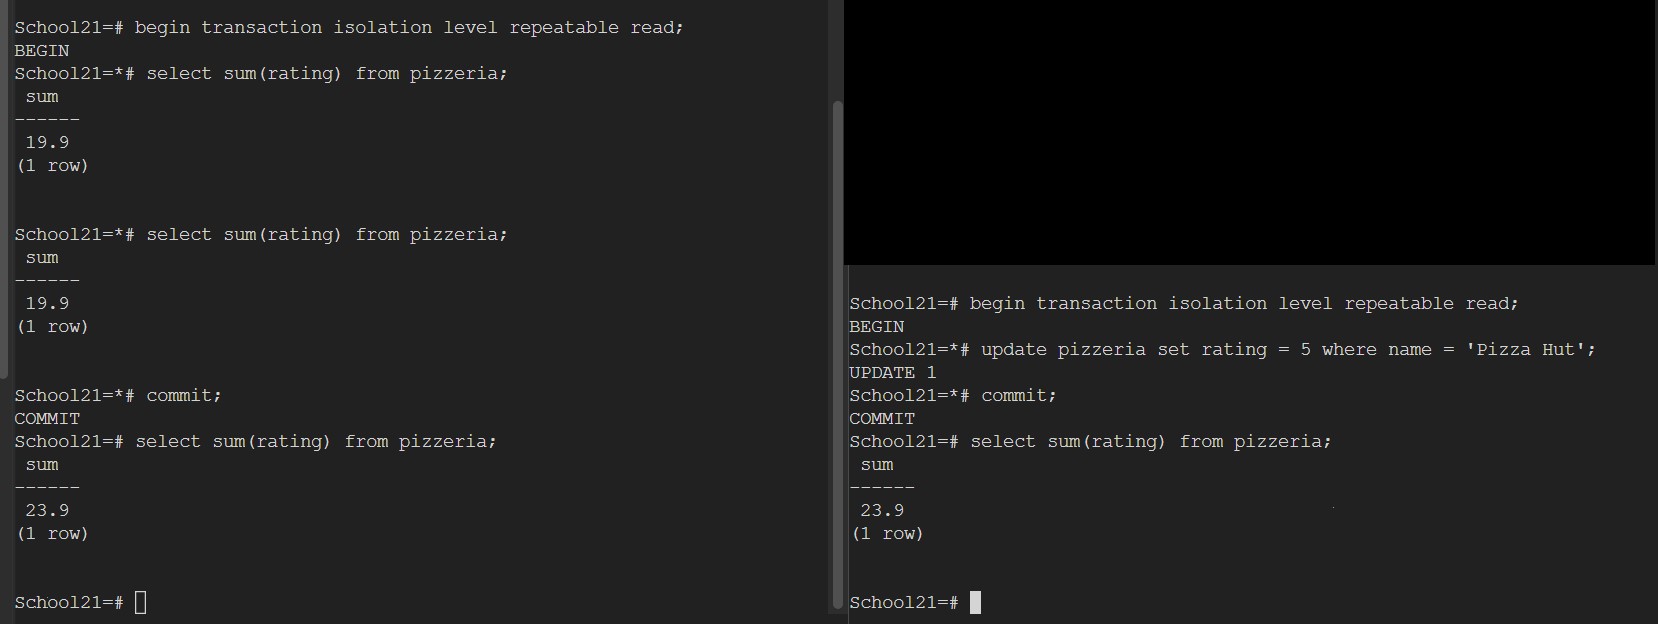 School21=# begin transaction isolation level repeatable read;
BEGIN
School21=*# select sum(rating) from pizzeria;
 sum
------
 19.9
(1 row)
School21=*# select sum(rating) from pizzeria;
 sum
------
 19.9
(1 row)
School21=*# commit;
COMMIT
School21=# select sum(rating) from pizzeria;
 sum
------
 23.9
(1 row)
School21=#
School21=# begin transaction isolation level repeatable read;
BEGIN
School21=*# update pizzeria set rating = 5 where name = 'Pizza Hut';
UPDATE 1
School21=*# commit;
COMMIT
School21=# select sum(rating) from pizzeria;
 sum
------
 23.9
(1 row)
School21=#